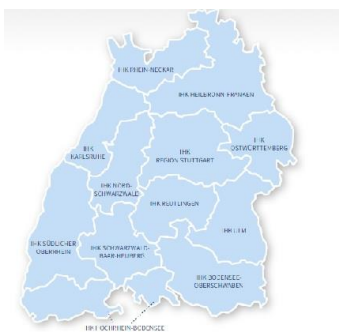 IHK RHEIN-NECKAR
IHK HEILBRONN-FRANKEN
IHK
OSTWÜRTTEMBERG
IHK
KARLSRUHE
IHK
REGION STUTTGART
IHK NORD-
SCHWARZWALD
IHK REUTLINGEN
IHK ULM
IHK SÜDLICHER
OBERRHEIN
IHK SCHWARZWALD-
BAAR-HEUBERG
IHK BODENSEE-
OBERSCHWABEN
IHK HOCHRHEIN-BODENSEE